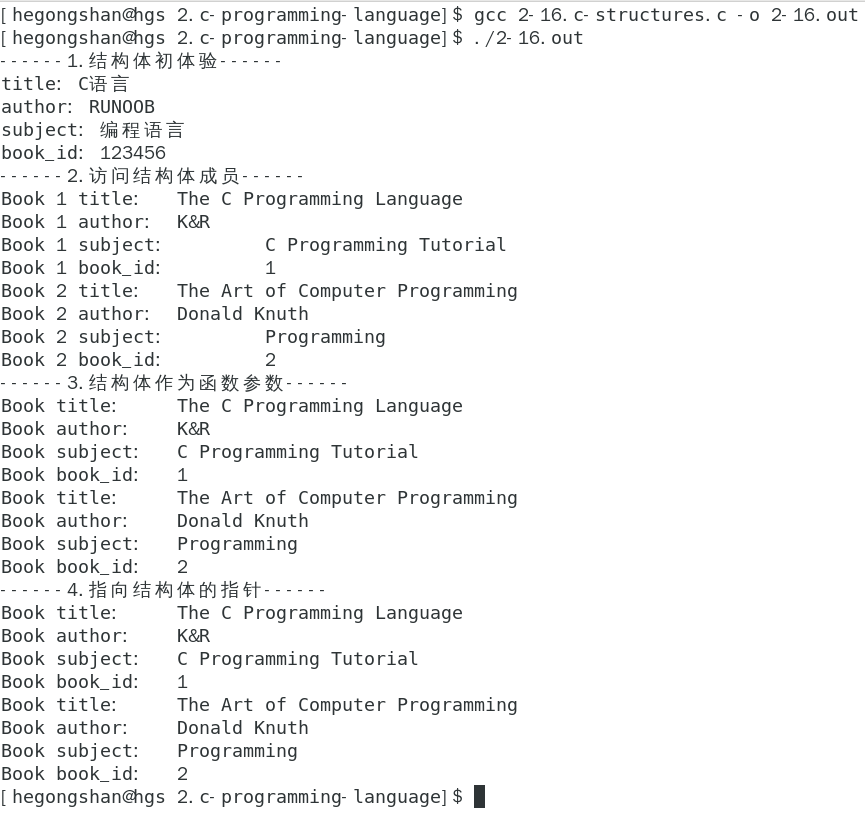 [hegongshan@hgs 2.c-programming-language]$ gcc 2-16.c-structures.c -o 2-16.out
[hegongshan@hgs 2.c-programming-language]$ ./2-16.out
------1.结构体初体验------
title: C语言
author: RUNOOB
subject: 编程语言
book_id: 123456
------2.访问结构体成员------
Book 1 title:	The C Programming Language
Book 1 author:	K&R
Book 1 subject:		C Programming Tutorial
Book 1 book_id:		1
Book 2 title:	The Art of Computer Programming
Book 2 author:	Donald Knuth
Book 2 subject:		Programming
Book 2 book_id:		2
------3.结构体作为函数参数------
Book title:	The C Programming Language
Book author:	K&R
Book subject:	C Programming Tutorial
Book book_id:	1
Book title:	The Art of Computer Programming
Book author:	Donald Knuth
Book subject:	Programming
Book book_id:	2
------4.指向结构体的指针------
Book title:	The C Programming Language
Book author:	K&R
Book subject:	C Programming Tutorial
Book book_id:	1
Book title:	The Art of Computer Programming
Book author:	Donald Knuth
Book subject:	Programming
Book book_id:	2
[hegongshan@hgs 2.c-programming-language]$